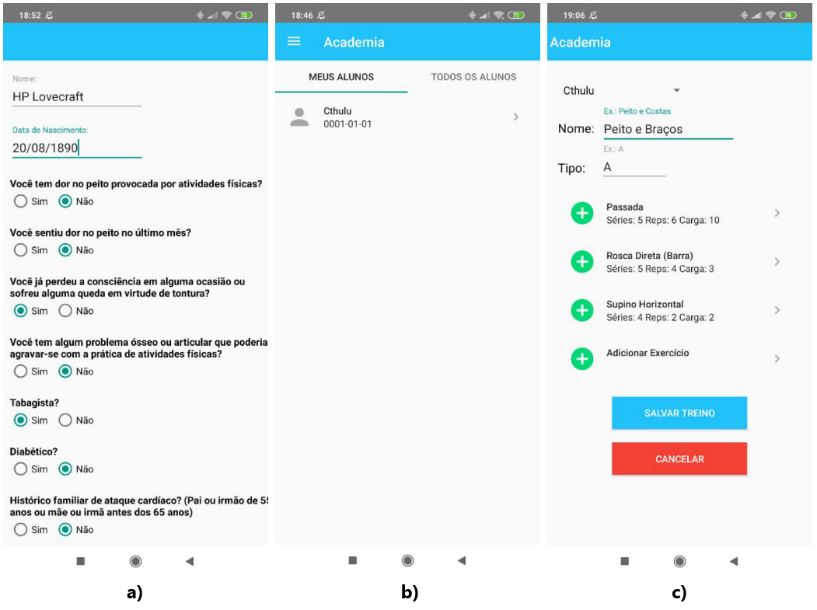 18:52
72
Nome:
HP Lovecraft
Data de Nascimento:
20/08/1890
Você tem dor no peito provocada por atividades físicas?
Sim Não
Você sentiu dor no peito no último mês?
Sim Não
Você já perdeu a consciência em alguma ocasião ou
sofreu alguma queda em virtude de tontura?
Sim Não
Você tem algum problema ósseo ou articular que poderia
agravar-se com a prática de atividades físicas?
Sim Não
Tabagista?
Sim Não
Diabético?
Sim Não
Histórico familiar de ataque cardíaco? (Pai ou irmão de 55
anos ou mãe ou irmã antes dos 65 anos)
Sim Não
a)
18:46
71
Academia
MEUS ALUNOS TODOS OS ALUNOS
Cthulu
0001-01-01
b)
19:06
Academia
Cthulu
Ex.: Peito e Costas
Nome: Peito e Braços
Ex.: A
Tipo: A
Passada
Séries: 5 Reps: 6 Carga: 10
Rosca Direta (Barra)
Séries: 5 Reps: 4 Carga: 3
Supino Horizontal
Séries: 4 Reps: 2 Carga: 2
Adicionar Exercício
SALVAR TREINO
CANCELAR
c)